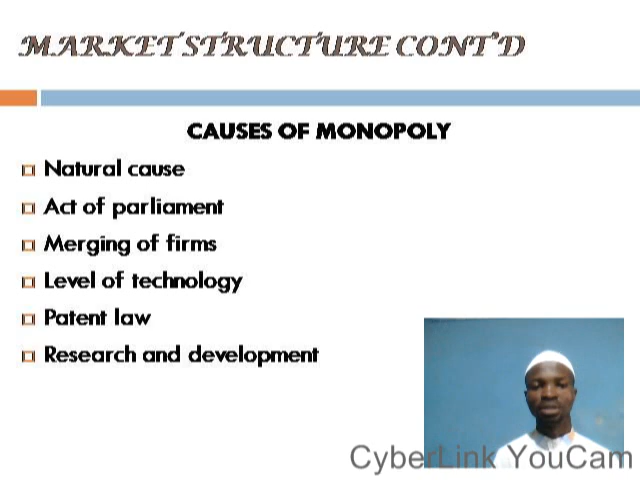 MARKET STRUCTURE CONT'D
CAUSES OF MONOPOLY
Natural cause
Act of parliament
Merging of firms
Level of technology
Patent law
Research and development
CyberLink YouCam